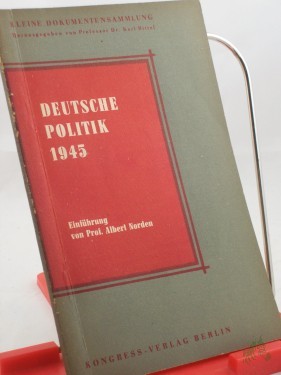 KLEINE DOKUMENTENSAMMLUNG
Herausgegeben von Professor Dr. Karl Bittel
DEUTSCHE
POLITIK
1945
Einführung
von Prof. Albert Norden
KONGRESS-VERLAG BERLIN